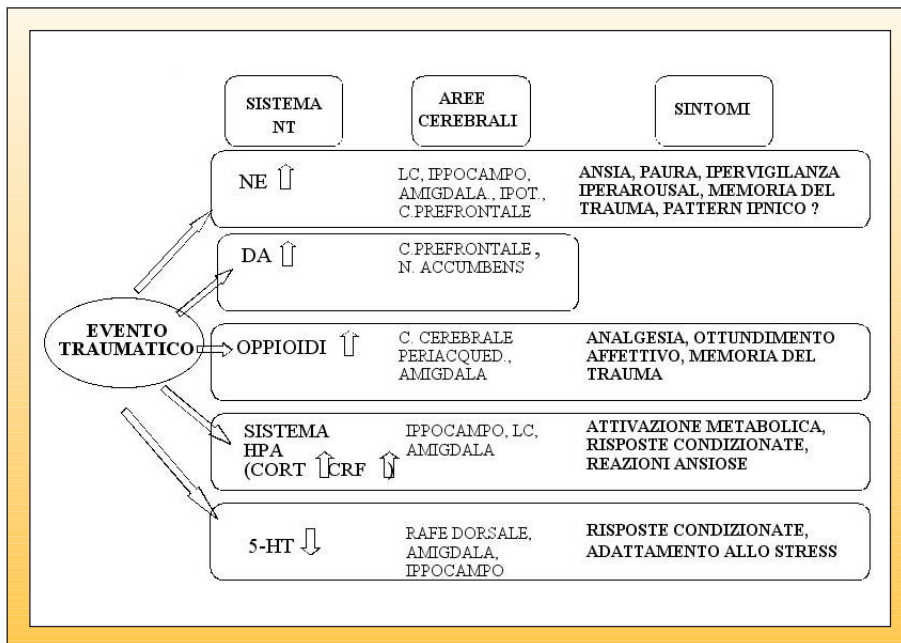 SISTEMA
NT
AREE
CEREBRALI
SINTOMI
NE
LC, IPPOCAMPO,
AMIGDALA., IPOT.,
C.PREFRONTALE
ANSIA, PAURA, IPERVIGILANZA
IPERAROUSAL, MEMORIA DEL
TRAUMA, PATTERN IPNICO ?
DA
C.PREFRONTALE ,
N. ACCUMBENS
EVENTO
TRAUMATICO
OPPIOIDI
C. CEREBRALE
PERIACQUED.,
AMIGDALA
ANALGESIA, OTTUNDIMENTO
AFFETTIVO, MEMORIA DEL
TRAUMA
SISTEMA
HPA
(CORT CRF )
IPPOCAMPO, LC,
AMIGDALA
ATTIVAZIONE METABOLICA,
RISPOSTE CONDIZIONATE,
REAZIONI ANSIOSE
5-HT
RAFE DORSALE,
AMIGDALA,
IPPOCAMPO
RISPOSTE CONDIZIONATE,
ADATTAMENTO ALLO STRESS